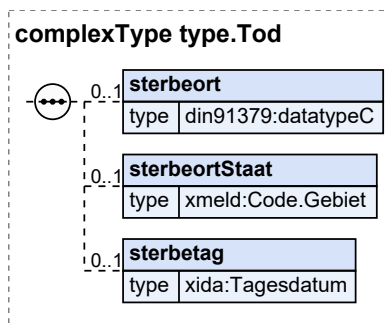 complexType type.Tod
0..1 sterbeort
type din91379:datatypeC
0..1 sterbeortStaat
type xmeld:Code.Gebiet
0..1 sterbetag
type xida:Tagesdatum